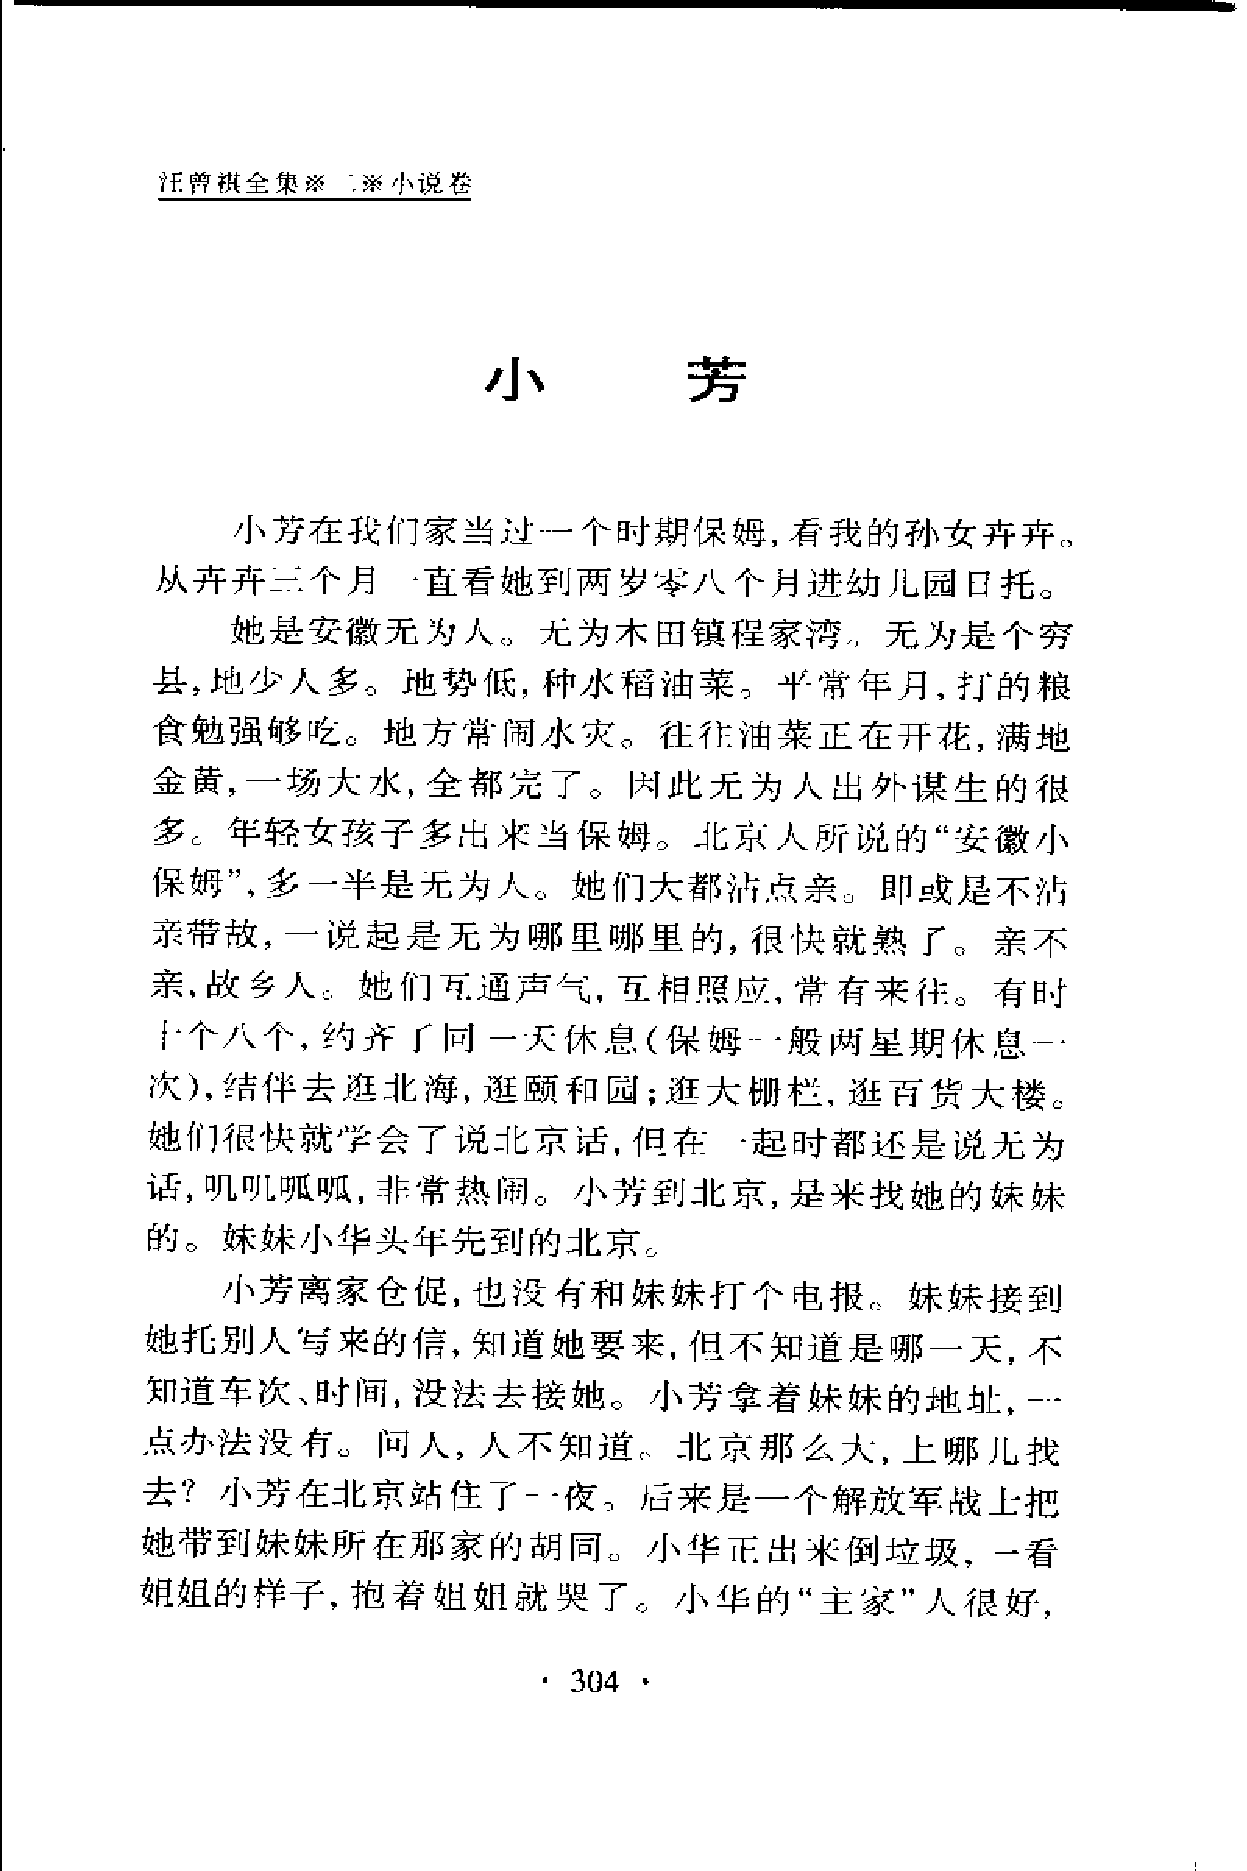 汪曾祺全集※二※小说卷
小芳
小芳在我们家当过一个时期保姆,看我的孙女卉卉。
从卉卉三个月一直看她到两岁零八个月进幼儿园日托。
她是安徽无为人。无为木田镇程家湾。无为是个穷
县,地少人多。地势低,种水稻油菜。平常年月,打的粮
食勉强够吃。地方常闹水灾。往往油菜正在开花,满地
金黄,一场大水,全都完了。因此无为人出外谋生的很
多。年轻女孩子多出来当保姆。北京人所说的“安徽小
保姆”,多一半是无为人。她们大都沾点亲。即或是不沾
亲带故,一说起是无为哪里哪里的,很快就熟了。亲不
亲,故乡人。她们互通声气,互相照应,常有来往。有时
十个八个,约齐了同一天休息(保姆一般两星期休息一
次),结伴去逛北海,逛颐和园;逛大栅栏,逛百货大楼。
她们很快就学会了说北京话,但在一起时都还是说无为
话,叽叽呱呱,非常热闹。小芳到北京,是来找她的妹妹
的。妹妹小华头年先到的北京。
小芳离家仓促,也没有和妹妹打个电报。妹妹接到
她托别人写来的信,知道她要来,但不知道是哪一天,不
知道车次、时间,没法去接她。小芳拿着妹妹的地址,一
点办法没有。问人,人不知道。北京那么大,上哪儿找
去?小芳在北京站住了一夜。后来是一个解放军战士把
她带到妹妹所在那家的胡同。小华正出来倒垃圾,一看
姐姐的样子,抱着姐姐就哭了。小华的“主家”人很好,
· 304 ·